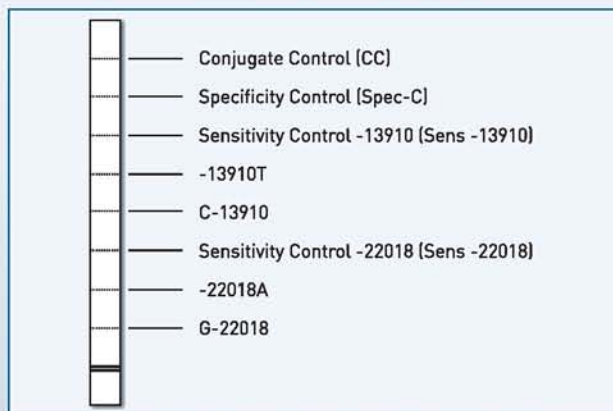 Conjugate Control (CC)
Specificity Control (Spec-C)
Sensitivity Control -13910 (Sens -13910)
-13910T
C-13910
Sensitivity Control -22018 (Sens -22018)
-22018A
G-22018